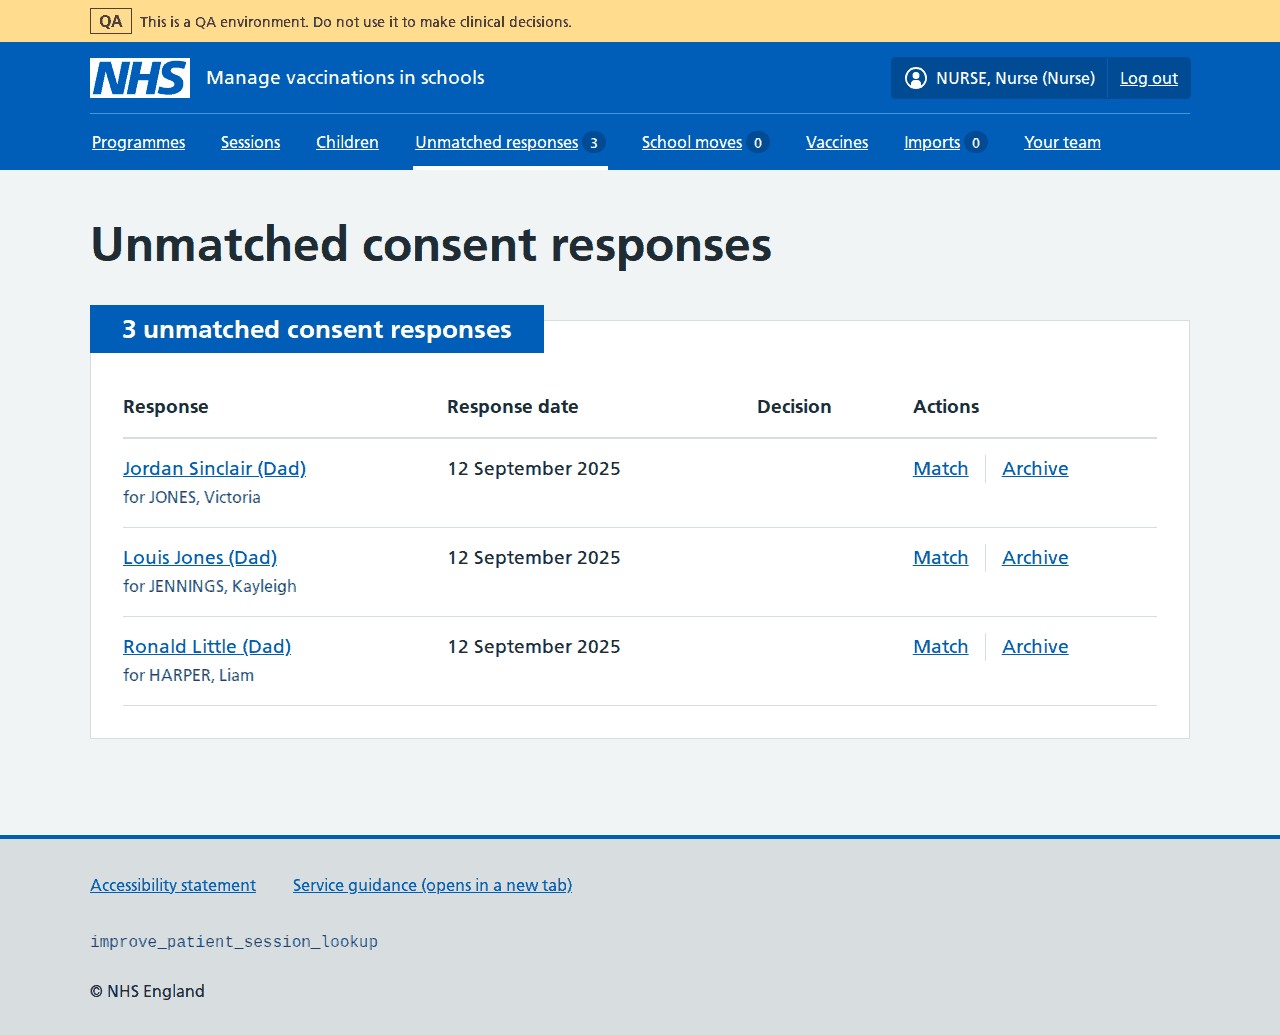 QA This is a QA environment. Do not use it to make clinical decisions.
NHS Manage vaccinations in schools NURSE, Nurse (Nurse) Log out
Programmes Sessions Children Unmatched responses 3 School moves 0 Vaccines Imports 0 Your team
Unmatched consent responses
3 unmatched consent responses
Response Response date Decision Actions
Jordan Sinclair (Dad) 12 September 2025 Match Archive
for JONES, Victoria
Louis Jones (Dad) 12 September 2025 Match Archive
for JENNINGS, Kayleigh
Ronald Little (Dad) 12 September 2025 Match Archive
for HARPER, Liam
Accessibility statement Service guidance (opens in a new tab)
improve_patient_session_lookup
© NHS England